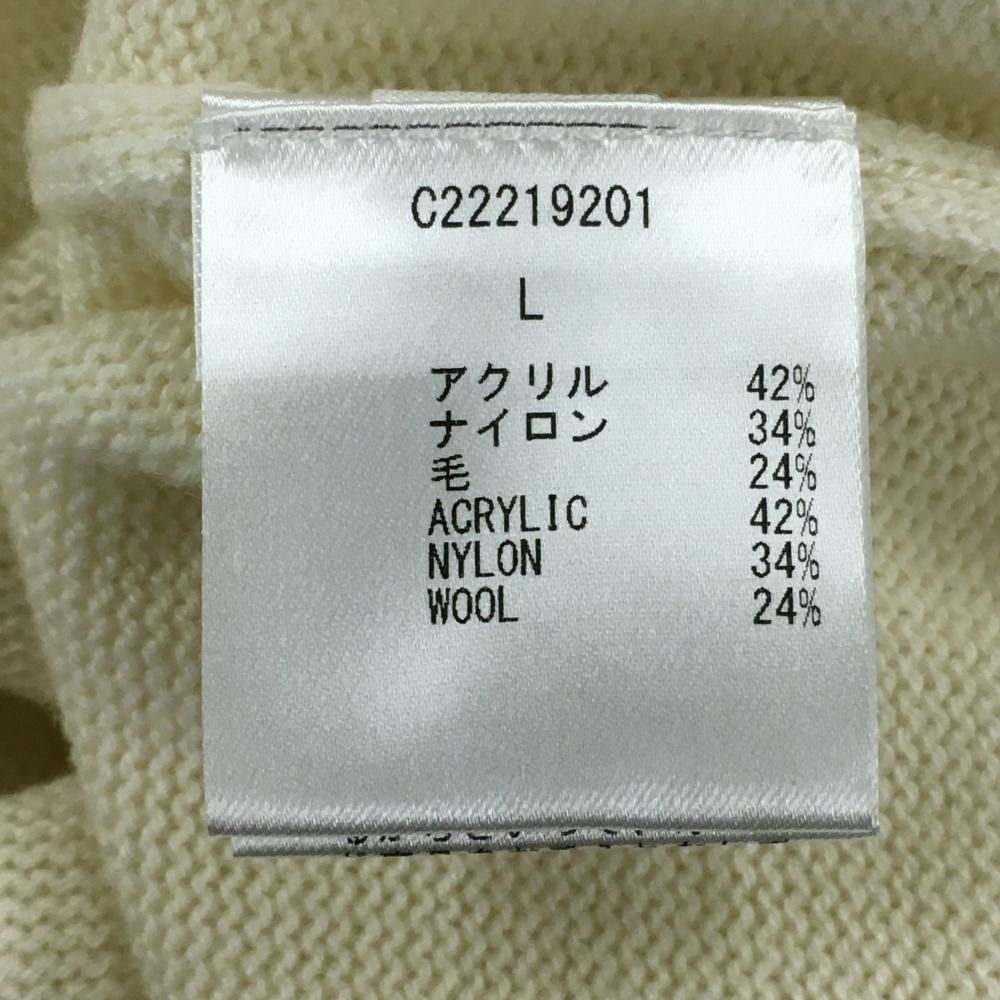 C22219201
L
アクリル 42%
ナイロン 34%
毛 24%
ACRYLIC 42%
NYLON 34%
WOOL 24%